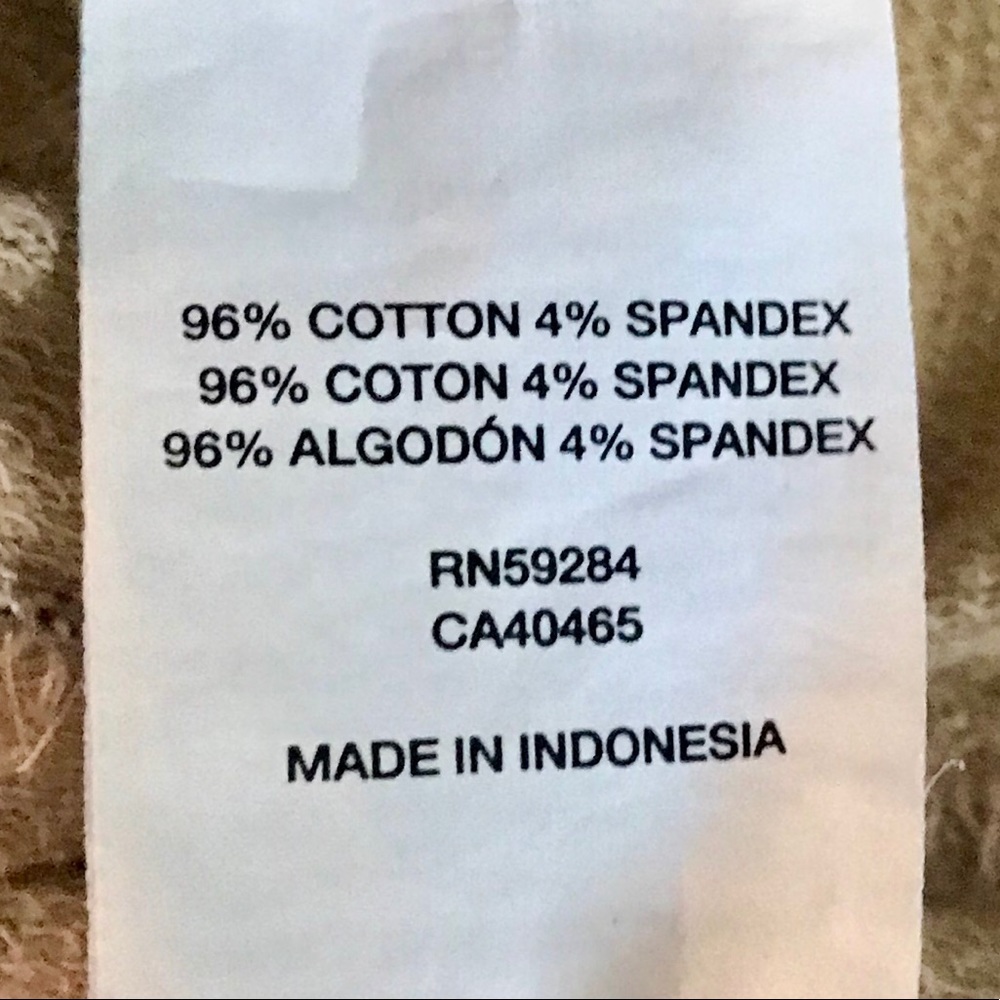 96% COTTON 4% SPANDEX
96% COTON 4% SPANDEX
96% ALGODÓN 4% SPANDEX
RN59284
CA40465
MADE IN INDONESIA